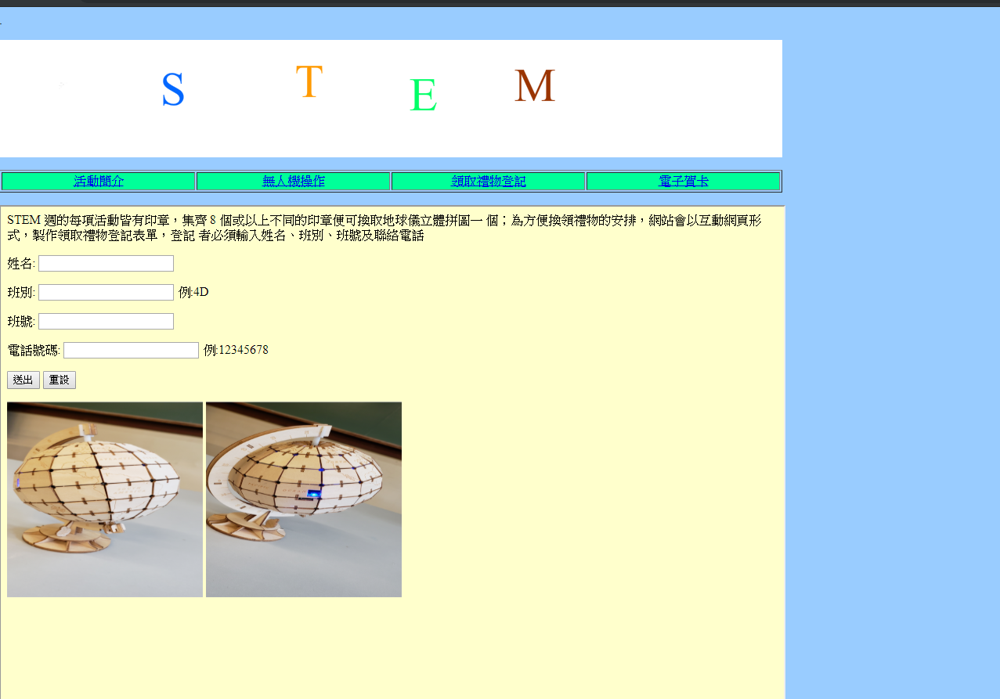 S T E M
活動簡介 無人機操作 領取禮物登記 電子賀卡
STEM 週的每項活動皆有印章，集齊 8 個或以上不同的印章便可換取地球儀立體拼圖一 個；為方便換領禮物的安排，網站會以互動網頁形
式，製作領取禮物登記表單，登記 者必須輸入姓名、班別、班號及聯絡電話
姓名:
班別: 例:4D
班號:
電話號碼: 例:12345678
送出 重設